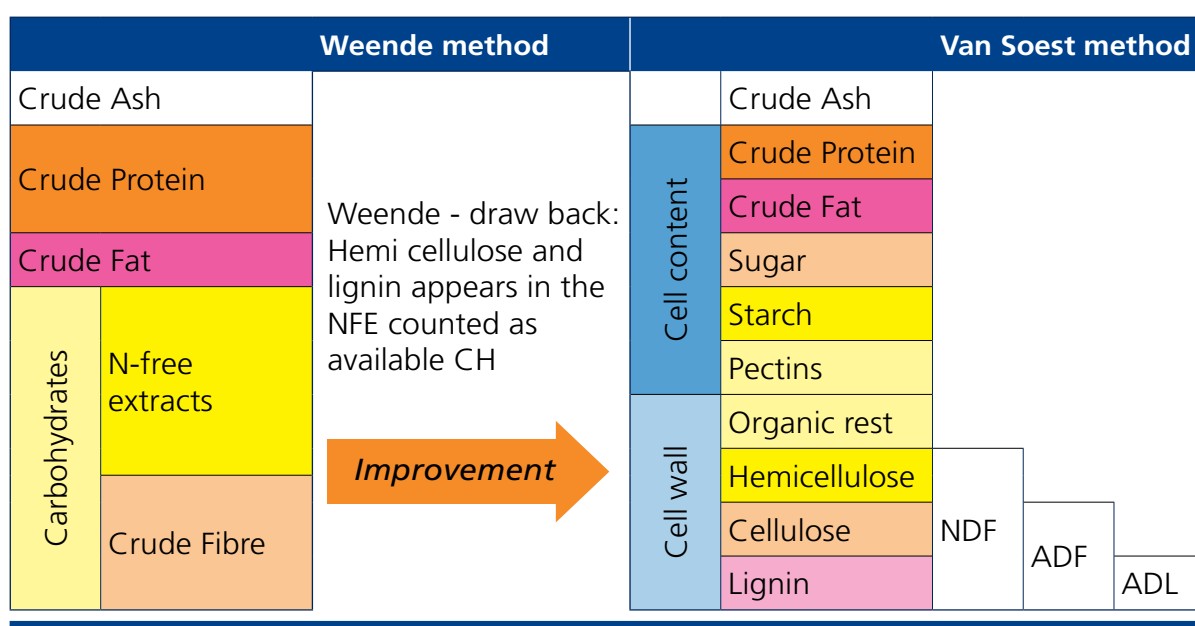 Weende method
Van Soest method
Crude Ash
Crude Protein
Crude Fat
Carbohydrates
N-free
extracts
Crude Fibre
Weende - draw back:
Hemi cellulose and
lignin appears in the
NFE counted as
available CH
Improvement
Crude Ash
Cell content
Crude Protein
Crude Fat
Sugar
Starch
Pectins
Cell wall
Organic rest
Hemicellulose
Cellulose
Lignin
NDF
ADF
ADL